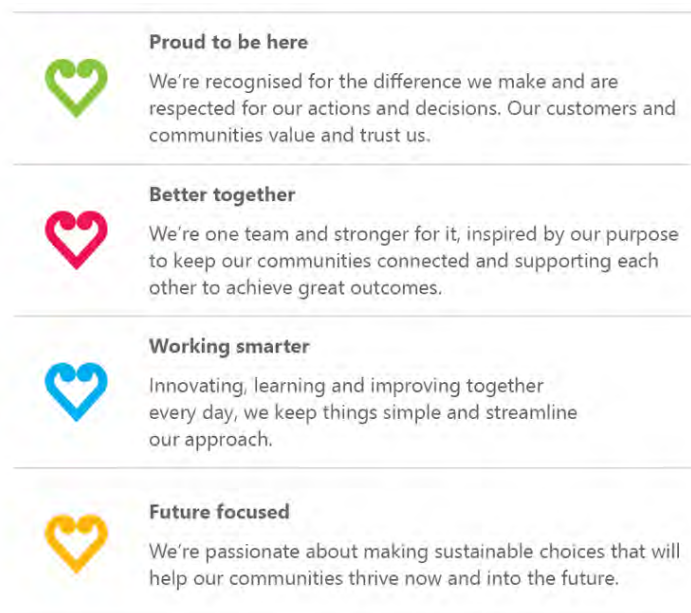 Proud to be here
We're recognised for the difference we make and are
respected for our actions and decisions. Our customers and
communities value and trust us.
Better together
We're one team and stronger for it, inspired by our purpose
to keep our communities connected and supporting each
other to achieve great outcomes.
Working smarter
Innovating, learning and improving together
every day, we keep things simple and streamline
our approach.
Future focused
We're passionate about making sustainable choices that will
help our communities thrive now and into the future.